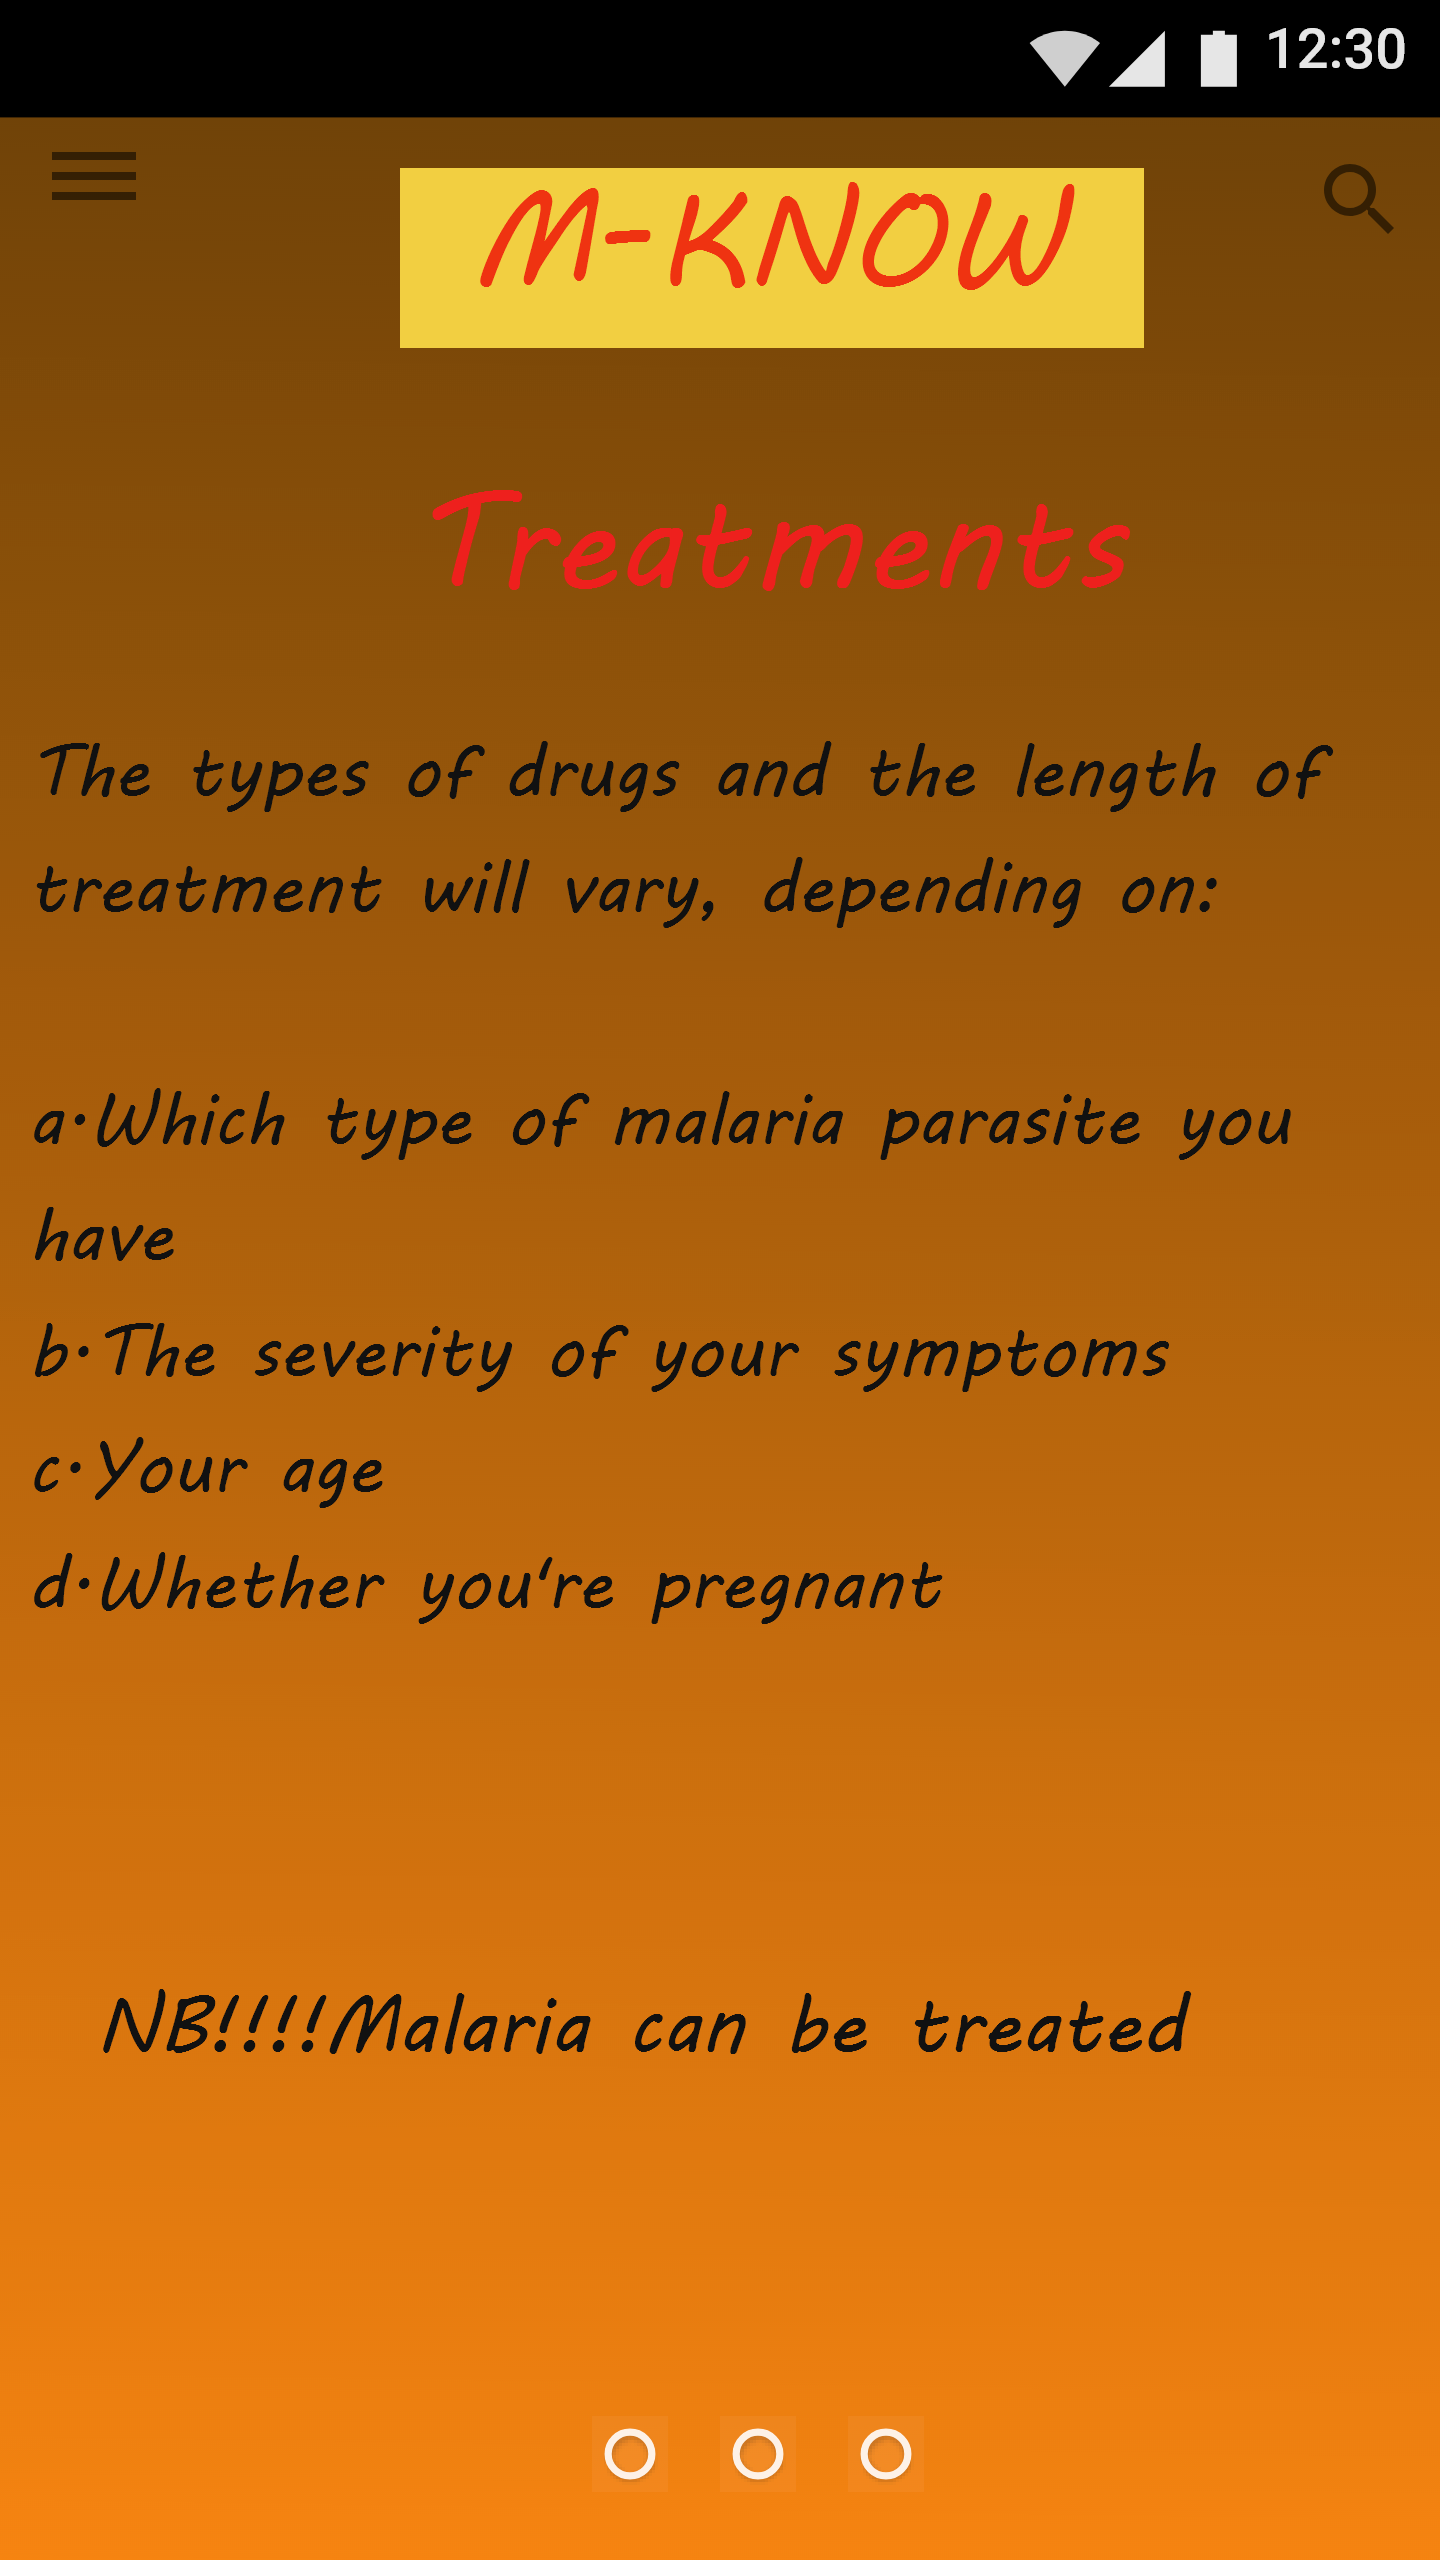 12:30
M-KNOW
Treatments
The types of drugs and the length of
treatment will vary, depending on:
a.Which type of malaria parasite you
have
b.The severity of your symptoms
c.Your age
d.Whether you're pregnant
NB!!!!Malaria can be treated